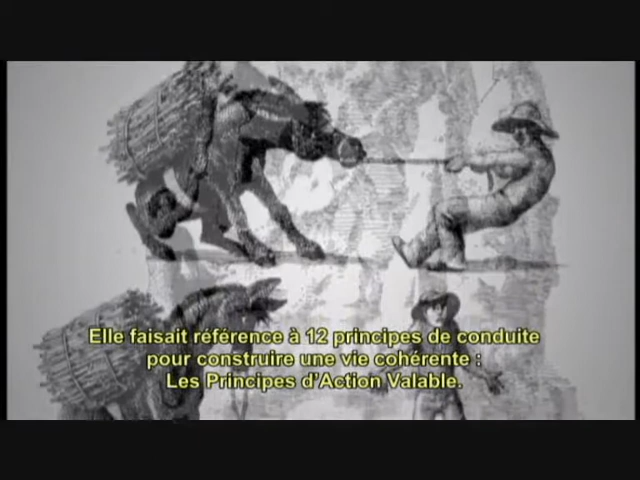 Elle faisait référence à 12 principes de conduite
pour construire une vie cohérente :
Les Principes d'Action Valable.